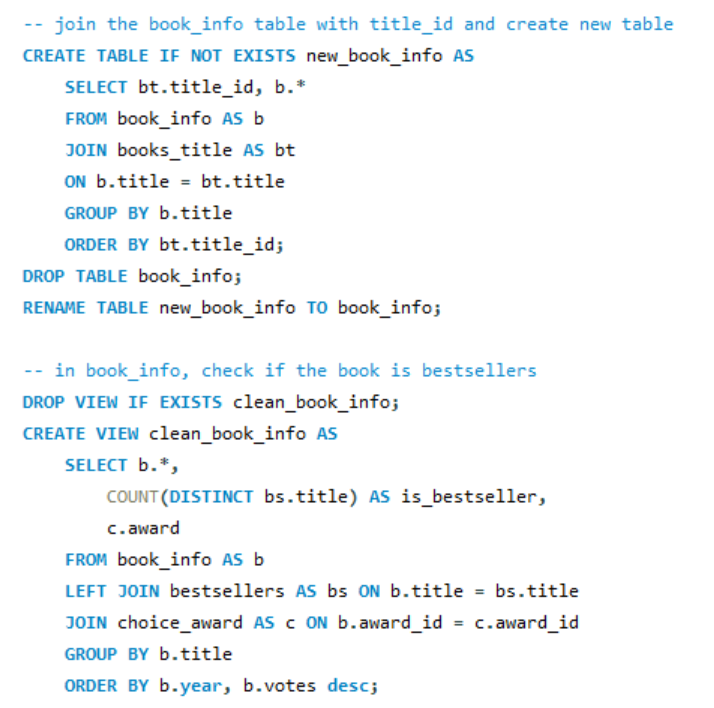 -- join the book_info table with title_id and create new table
CREATE TABLE IF NOT EXISTS new_book_info AS
SELECT bt.title_id, b.*
FROM book_info AS b
JOIN books_title AS bt
ON b.title = bt.title
GROUP BY b.title
ORDER BY bt.title_id;
DROP TABLE book_info;
RENAME TABLE new_book_info TO book_info;
-- in book_info, check if the book is bestsellers
DROP VIEW IF EXISTS clean_book_info;
CREATE VIEW clean_book_info AS
SELECT b.*,
COUNT(DISTINCT bs.title) AS is_bestseller,
c.award
FROM book_info AS b
LEFT JOIN bestsellers AS bs ON b.title = bs.title
JOIN choice_award AS c ON b.award_id = c.award_id
GROUP BY b.title
ORDER BY b.year, b.votes desc;